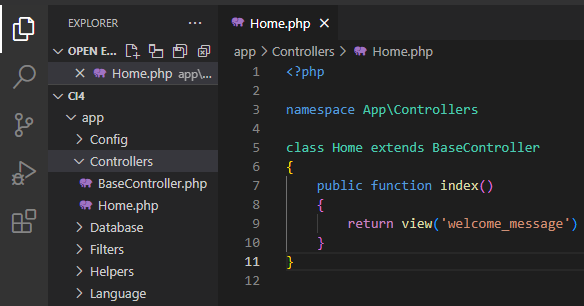 EXPLORER
OPEN E...
Home.php app\...
CI4
app
Config
Controllers
BaseController.php
Home.php
Database
Filters
Helpers
Language
Home.php
app > Controllers > Home.php
1 <?php
2
3 namespace App\Controllers
4
5 class Home extends BaseController
6 {
7 public function index()
8 {
9 return view('welcome_message')
10 }
11 }
12